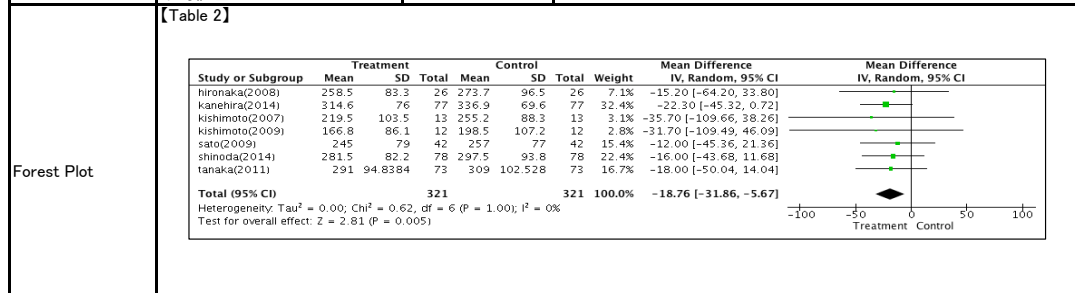 【Table 2】
Treatment Control Mean Difference Mean Difference
Study or Subgroup Mean SD Total Mean SD Total Weight IV, Random, 95% CI IV, Random, 95% CI
hironaka(2008) 258.5 83.3 26 273.7 96.5 26 7.1% -15.20 [-64.20, 33.80]
kanehira(2014) 314.6 76 77 336.9 69.6 77 32.4% -22.30 [-45.32, 0.72]
kishimoto(2007) 219.5 103.5 13 255.2 88.3 13 3.1% -35.70 [-109.66, 38.26]
kishimoto(2009) 166.8 86.1 12 198.5 107.2 12 2.8% -31.70 [-109.49, 46.09]
sato(2009) 245 79 42 257 77 42 15.4% -12.00 [-45.36, 21.36]
shinoda(2014) 281.5 82.2 78 297.5 93.8 78 22.4% -16.00 [-43.68, 11.68]
tanaka(2011) 291 94.8384 73 309 102.528 73 16.7% -18.00 [-50.04, 14.04]
Forest Plot
Total (95% CI) 321 321 100.0% -18.76 [-31.86, -5.67]
Heterogeneity: Tau² = 0.00; Chi² = 0.62, df = 6 (P = 1.00); I² = 0%
Test for overall effect: Z = 2.81 (P = 0.005)
-100 -50 0 50 100
Treatment Control